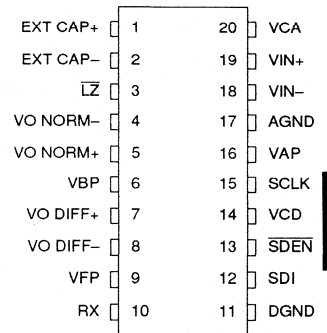 EXT CAP+ 1 20 VCA
EXT CAP– 2 19 VIN+
L̅Z̅ 3 18 VIN–
VO NORM– 4 17 AGND
VO NORM+ 5 16 VAP
VBP 6 15 SCLK
VO DIFF+ 7 14 VCD
VO DIFF– 8 13 S̅D̅E̅N̅
VFP 9 12 SDI
RX 10 11 DGND